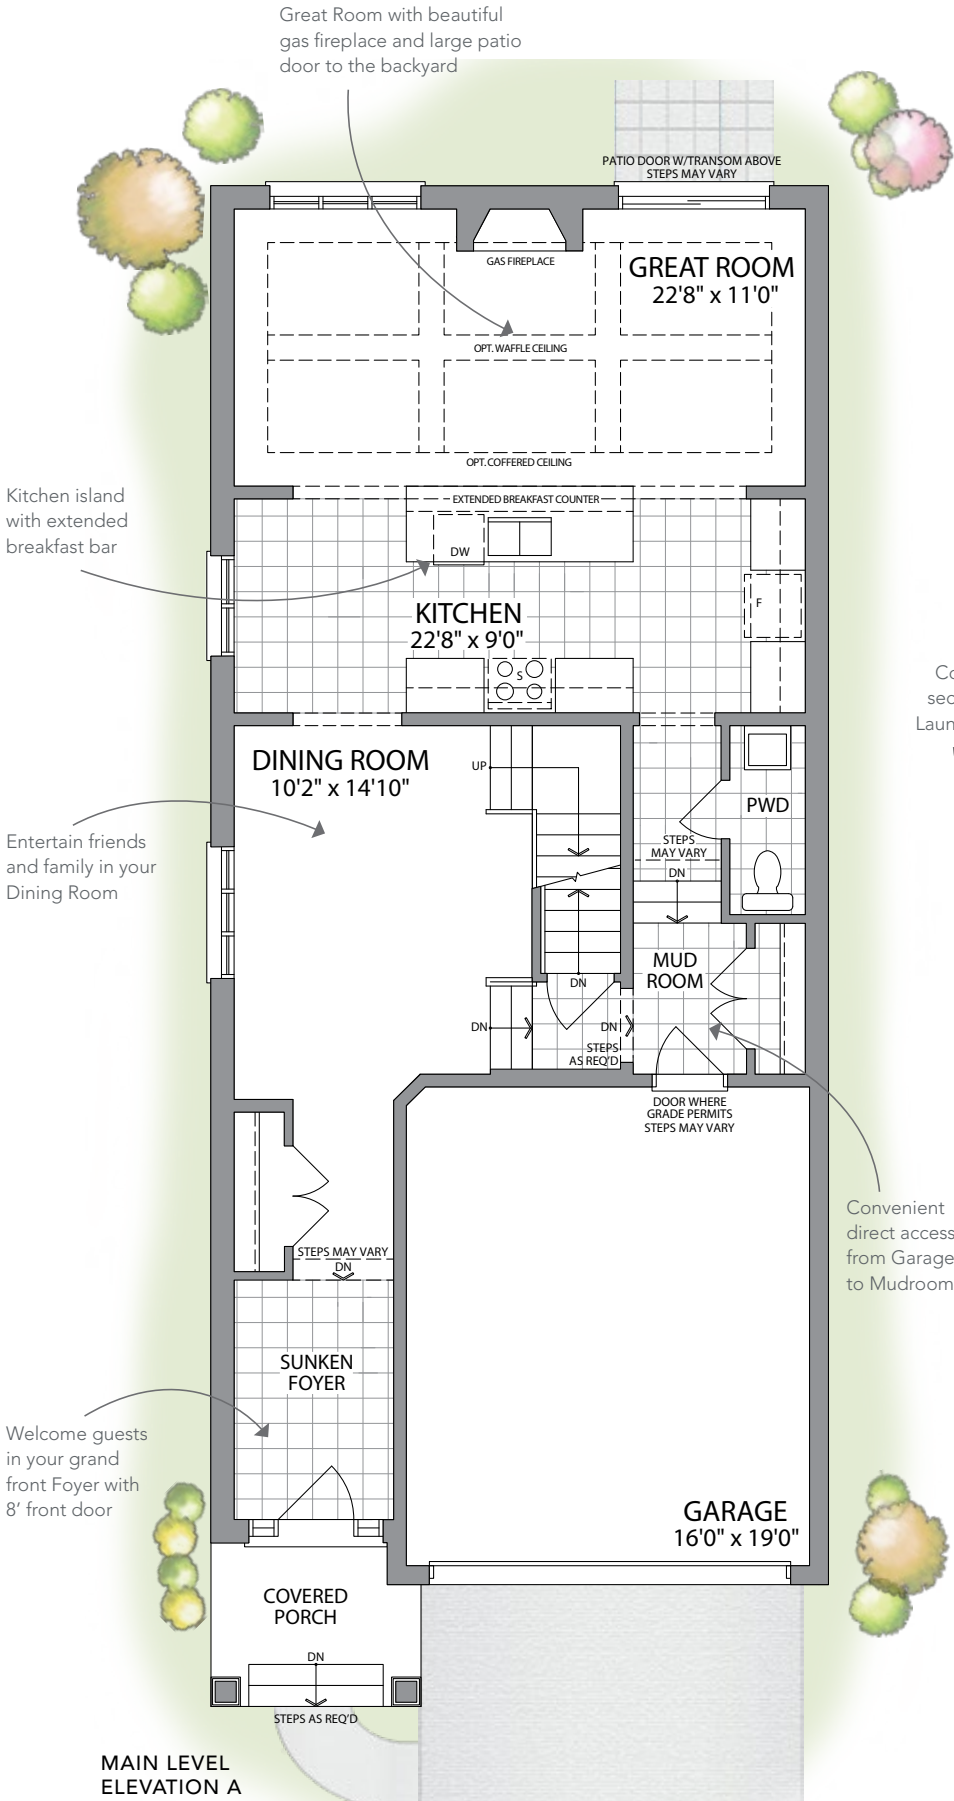 Great Room with beautiful
gas fireplace and large patio
door to the backyard
PATIO DOOR W/TRANSOM ABOVE
STEPS MAY VARY
GAS FIREPLACE
GREAT ROOM
22'8" x 11'0"
OPT. WAFFLE CEILING
OPT. COFFERED CEILING
Kitchen island
with extended
breakfast bar
EXTENDED BREAKFAST COUNTER
DW
F
KITCHEN
22'8" x 9'0"
S
DINING ROOM
10'2" x 14'10"
UP
PWD
Entertain friends
and family in your
Dining Room
STEPS
MAY VARY
DN
MUD
ROOM
DN
DN
DN
STEPS
AS REQ'D
DOOR WHERE
GRADE PERMITS
STEPS MAY VARY
Convenient
direct access
from Garage
to Mudroom
STEPS MAY VARY
DN
SUNKEN
FOYER
Welcome guests
in your grand
front Foyer with
8' front door
GARAGE
16'0" x 19'0"
COVERED
PORCH
DN
STEPS AS REQ'D
MAIN LEVEL
ELEVATION A